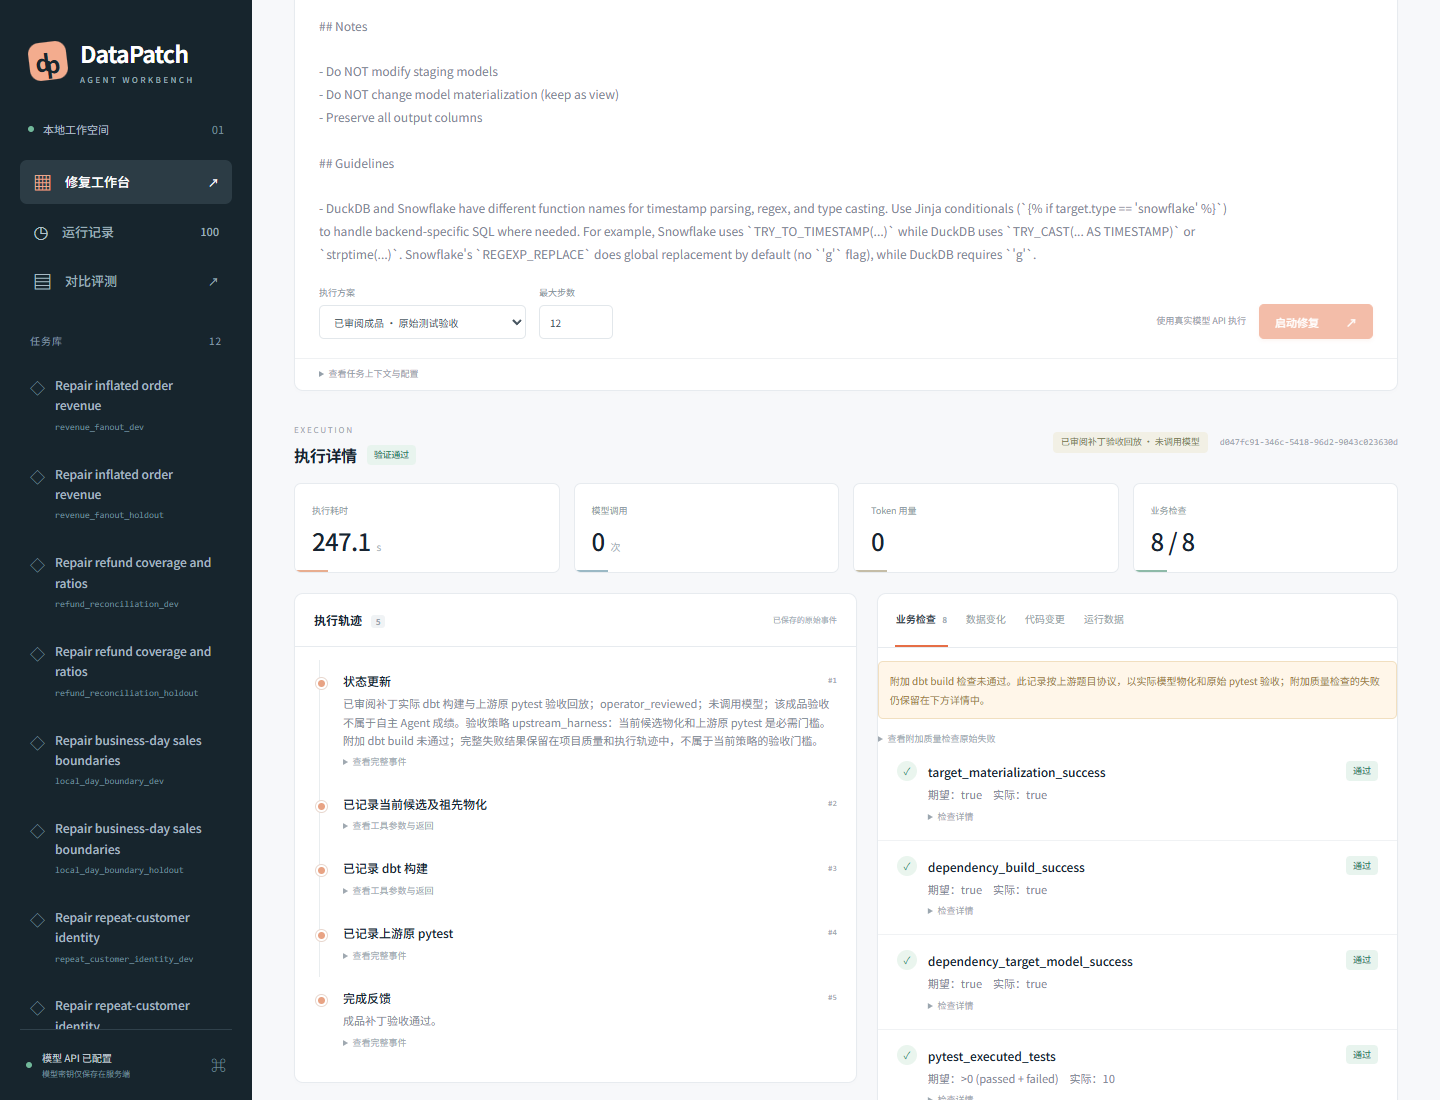 dp
DataPatch
AGENT WORKBENCH
本地工作空间 01
修复工作台 ↗
运行记录 100
对比评测 ↗
任务库 12
Repair inflated order
revenue
revenue_fanout_dev
Repair inflated order
revenue
revenue_fanout_holdout
Repair refund coverage and
ratios
refund_reconciliation_dev
Repair refund coverage and
ratios
refund_reconciliation_holdout
Repair business-day sales
boundaries
local_day_boundary_dev
Repair business-day sales
boundaries
local_day_boundary_holdout
Repair repeat-customer
identity
repeat_customer_identity_dev
Repair repeat-customer
identity
模型 API 已配置
模型密钥仅保存在服务端
⌘
## Notes
- Do NOT modify staging models
- Do NOT change model materialization (keep as view)
- Preserve all output columns
## Guidelines
- DuckDB and Snowflake have different function names for timestamp parsing, regex, and type casting. Use Jinja conditionals (`{% if target.type == 'snowflake' %}`)
to handle backend-specific SQL where needed. For example, Snowflake uses `TRY_TO_TIMESTAMP(...)` while DuckDB uses `TRY_CAST(... AS TIMESTAMP)` or
`strptime(...)`. Snowflake's `REGEXP_REPLACE` does global replacement by default (no `'g'` flag), while DuckDB requires `'g'`.
执行方案 最大步数
已审阅成品 · 原始测试验收 12
使用真实模型 API 执行 启动修复 ↗
▶ 查看任务上下文与配置
EXECUTION
执行详情 验证通过
已审阅补丁验收回放 · 未调用模型 d047fc91-346c-5418-96d2-9043c023630d
执行耗时
247.1 s
模型调用
0 次
Token 用量
0
业务检查
8 / 8
执行轨迹 5 已保存的原始事件
状态更新 #1
已审阅补丁实际 dbt 构建与上游原 pytest 验收回放；operator_reviewed；未调用模型；该成品验收
不属于自主 Agent 成绩。验收策略 upstream_harness：当前候选物化和上游原 pytest 是必需门槛。
附加 dbt build 未通过；完整失败结果保留在项目质量和执行轨迹中，不属于当前策略的验收门槛。
▶ 查看完整事件
已记录当前候选及祖先物化 #2
▶ 查看工具参数与返回
已记录 dbt 构建 #3
▶ 查看工具参数与返回
已记录上游原 pytest #4
▶ 查看完整事件
完成反馈 #5
成品补丁验收通过。
▶ 查看完整事件
业务检查 8 数据变化 代码变更 运行数据
附加 dbt build 检查未通过。此记录按上游题目协议，以实际模型物化和原始 pytest 验收；附加质量检查的失败
仍保留在下方详情中。
▶ 查看附加质量检查原始失败
✓ target_materialization_success 通过
期望：true 实际：true
▶ 检查详情
✓ dependency_build_success 通过
期望：true 实际：true
▶ 检查详情
✓ dependency_target_model_success 通过
期望：true 实际：true
▶ 检查详情
✓ pytest_executed_tests 通过
期望：>0 (passed + failed) 实际：10
▶ 检查详情